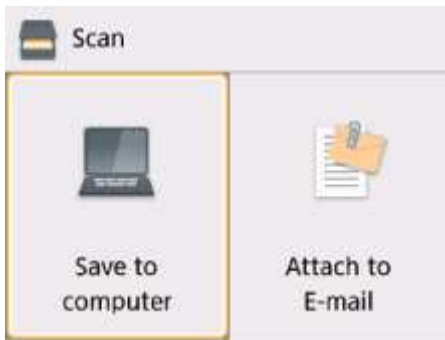 Scan
Save to
computer
Attach to
E-mail